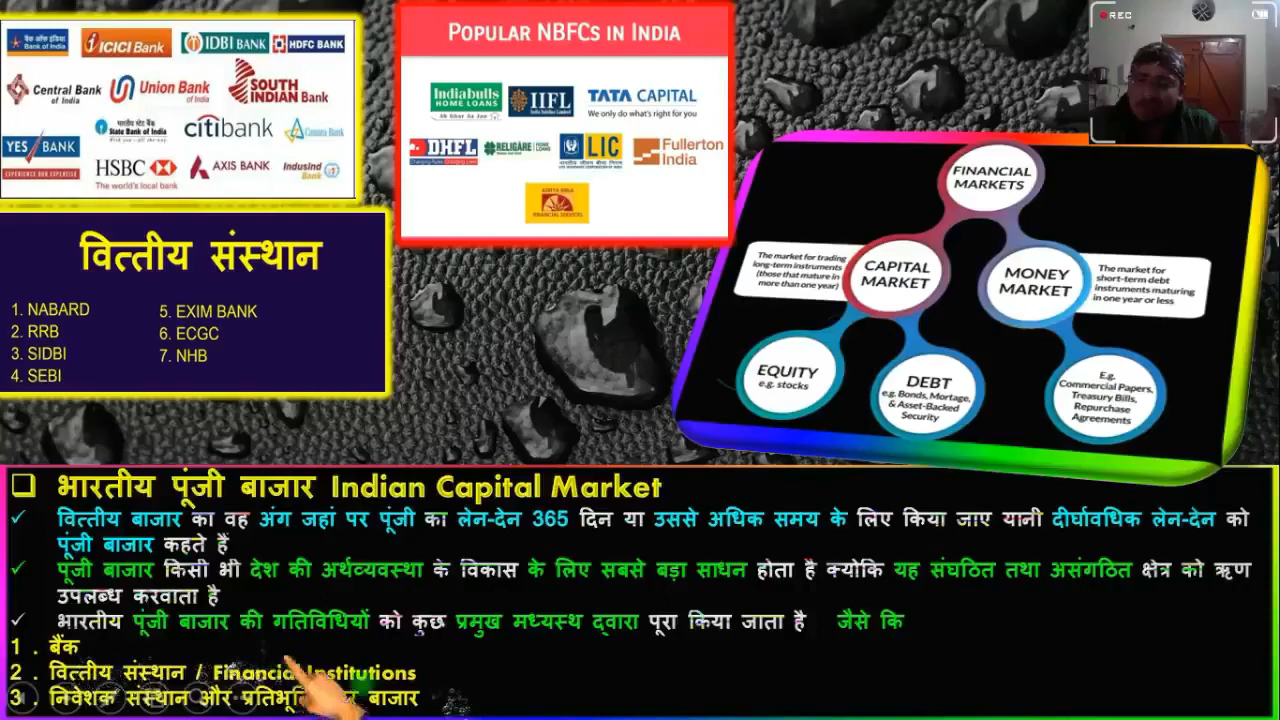 बैंक ऑफ इंडिया
Bank of India
ICICI Bank
IDBI BANK
HDFC BANK
Central Bank
of India
Union Bank
of India
SOUTH
INDIAN Bank
YES BANK
EXPERIENCE OUR EXPERTISE
भारतीय स्टेट बैंक
State Bank of India
citibank
Canara Bank
HSBC
The world's local bank
AXIS BANK
IndusInd
Bank
POPULAR NBFCS IN INDIA
Indiabulls
HOME LOANS
IIFL
TATA CAPITAL
We only do what's right for you
DHFL
RELIGARE
HOME
LOANS
LIC
Fullerton
India
ADITYA BIRLA
FINANCIAL SERVICES
REC
FINANCIAL
MARKETS
The market for trading
long-term instruments
(those that mature in
more than one year)
CAPITAL
MARKET
MONEY
MARKET
The market for
short-term debt
instruments maturing
in one year or less
EQUITY
e.g. stocks
DEBT
e.g. Bonds, Mortage,
& Asset-Backed
Security
E.g.
Commercial Papers,
Treasury Bills,
Repurchase
Agreements
वित्तीय संस्थान
1. NABARD
2. RRB
3. SIDBI
4. SEBI
5. EXIM BANK
6. ECGC
7. NHB
भारतीय पूंजी बाजार Indian Capital Market
वित्तीय बाजार का वह अंग जहां पर पूंजी का लेन-देन 365 दिन या उससे अधिक समय के लिए किया जाए यानी दीर्घावधिक लेन-देन को
पूंजी बाजार कहते हैं
पूंजी बाजार किसी भी देश की अर्थव्यवस्था के विकास के लिए सबसे बड़ा साधन होता है क्योकि यह संघठित तथा असंगठित क्षेत्र को ऋण
उपलब्ध करवाता है
भारतीय पूंजी बाजार की गतिविधियों को कुछ प्रमुख मध्यस्थ द्वारा पूरा किया जाता है जैसे कि
1 . बैंक
2 . वित्तीय संस्थान / Financial Institutions
3 . निवेशक संस्थान और बाजार